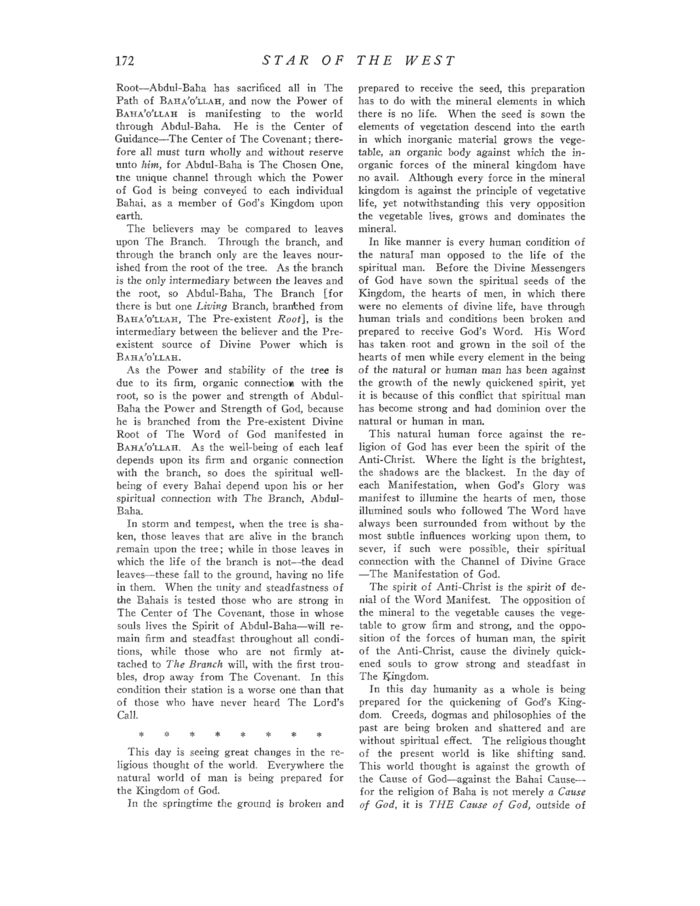 172
STAR OF THE WEST
Root—Abdul-Baha has sacrificed all in The
Path of BAHA'O'LLAH, and now the Power of
BAHA'O'LLAH is manifesting to the world
through Abdul-Baha. He is the Center of
Guidance—The Center of The Covenant; there-
fore all must turn wholly and without reserve
unto him, for Abdul-Baha is The Chosen One,
the unique channel through which the Power
of God is being conveyed to each individual
Bahai, as a member of God's Kingdom upon
earth.
The believers may be compared to leaves
upon The Branch. Through the branch, and
through the branch only are the leaves nour-
ished from the root of the tree. As the branch
is the only intermediary between the leaves and
the root, so Abdul-Baha, The Branch [for
there is but one Living Branch, branched from
BAHA'O'LLAH, The Pre-existent Root], is the
intermediary between the believer and the Pre-
existent source of Divine Power which is
BAHA'O'LLAH.
As the Power and stability of the tree is
due to its firm, organic connection with the
root, so is the power and strength of Abdul-
Baha the Power and Strength of God, because
he is branched from the Pre-existent Divine
Root of The Word of God manifested in
BAHA'O'LLAH. As the well-being of each leaf
depends upon its firm and organic connection
with the branch, so does the spiritual well-
being of every Bahai depend upon his or her
spiritual connection with The Branch, Abdul-
Baha.
In storm and tempest, when the tree is sha-
ken, those leaves that are alive in the branch
remain upon the tree; while in those leaves in
which the life of the branch is not—the dead
leaves—these fall to the ground, having no life
in them. When the unity and steadfastness of
the Bahais is tested those who are strong in
The Center of The Covenant, those in whose
souls lives the Spirit of Abdul-Baha—will re-
main firm and steadfast throughout all condi-
tions, while those who are not firmly at-
tached to The Branch will, with the first trou-
bles, drop away from The Covenant. In this
condition their station is a worse one than that
of those who have never heard The Lord's
Call.
* * * * * * * *
This day is seeing great changes in the re-
ligious thought of the world. Everywhere the
natural world of man is being prepared for
the Kingdom of God.
In the springtime the ground is broken and
prepared to receive the seed, this preparation
has to do with the mineral elements in which
there is no life. When the seed is sown the
elements of vegetation descend into the earth
in which inorganic material grows the vege-
table, an organic body against which the in-
organic forces of the mineral kingdom have
no avail. Although every force in the mineral
kingdom is against the principle of vegetative
life, yet notwithstanding this very opposition
the vegetable lives, grows and dominates the
mineral.
In like manner is every human condition of
the natural man opposed to the life of the
spiritual man. Before the Divine Messengers
of God have sown the spiritual seeds of the
Kingdom, the hearts of men, in which there
were no elements of divine life, have through
human trials and conditions been broken and
prepared to receive God's Word. His Word
has taken root and grown in the soil of the
hearts of men while every element in the being
of the natural or human man has been against
the growth of the newly quickened spirit, yet
it is because of this conflict that spiritual man
has become strong and had dominion over the
natural or human in man.
This natural human force against the re-
ligion of God has ever been the spirit of the
Anti-Christ. Where the light is the brightest,
the shadows are the blackest. In the day of
each Manifestation, when God's Glory was
manifest to illumine the hearts of men, those
illumined souls who followed The Word have
always been surrounded from without by the
most subtle influences working upon them, to
sever, if such were possible, their spiritual
connection with the Channel of Divine Grace
—The Manifestation of God.
The spirit of Anti-Christ is the spirit of de-
nial of the Word Manifest. The opposition of
the mineral to the vegetable causes the vege-
table to grow firm and strong, and the oppo-
sition of the forces of human man, the spirit
of the Anti-Christ, cause the divinely quick-
ened souls to grow strong and steadfast in
The Kingdom.
In this day humanity as a whole is being
prepared for the quickening of God's King-
dom. Creeds, dogmas and philosophies of the
past are being broken and shattered and are
without spiritual effect. The religious thought
of the present world is like shifting sand.
This world thought is against the growth of
the Cause of God—against the Bahai Cause—
for the religion of Baha is not merely a Cause
of God, it is THE Cause of God, outside of